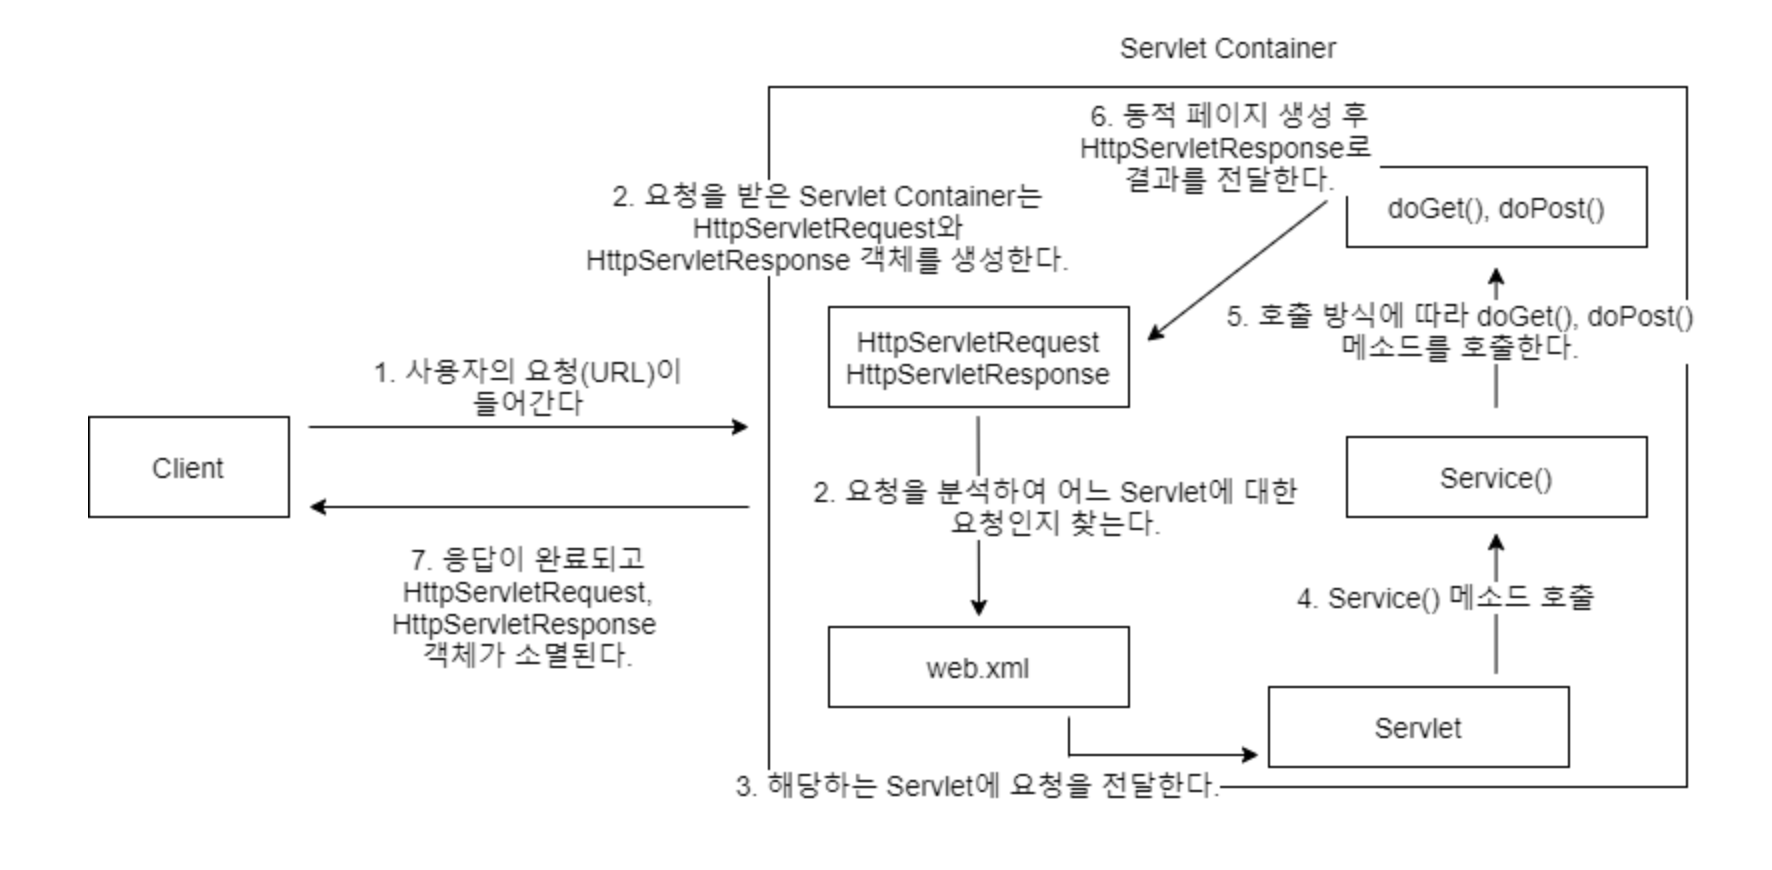 Servlet Container
6. 동적 페이지 생성 후
HttpServletResponse로
결과를 전달한다.
doGet(), doPost()
2. 요청을 받은 Servlet Container는
HttpServletRequest와
HttpServletResponse 객체를 생성한다.
5. 호출 방식에 따라 doGet(), doPost()
메소드를 호출한다.
HttpServletRequest
HttpServletResponse
1. 사용자의 요청(URL)이
들어간다
Client
Service()
2. 요청을 분석하여 어느 Servlet에 대한
요청인지 찾는다.
7. 응답이 완료되고
HttpServletRequest,
HttpServletResponse
객체가 소멸된다.
4. Service() 메소드 호출
web.xml
Servlet
3. 해당하는 Servlet에 요청을 전달한다.